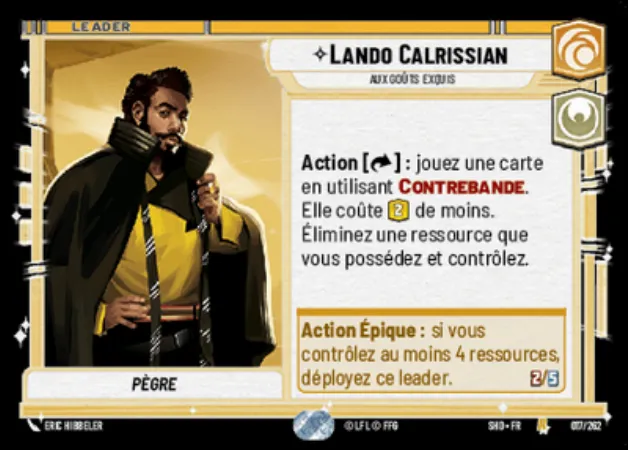 LEADER
LANDO CALRISSIAN
AUX GOÛTS EXQUIS
Action [ ] : jouez une carte
en utilisant CONTREBANDE.
Elle coûte 2 de moins.
Éliminez une ressource que
vous possédez et contrôlez.
Action Épique : si vous
contrôlez au moins 4 ressources,
déployez ce leader.
2/5
PÈGRE
ERIC HIBBELER
© LFL © FFG
SHD • FR
017/262